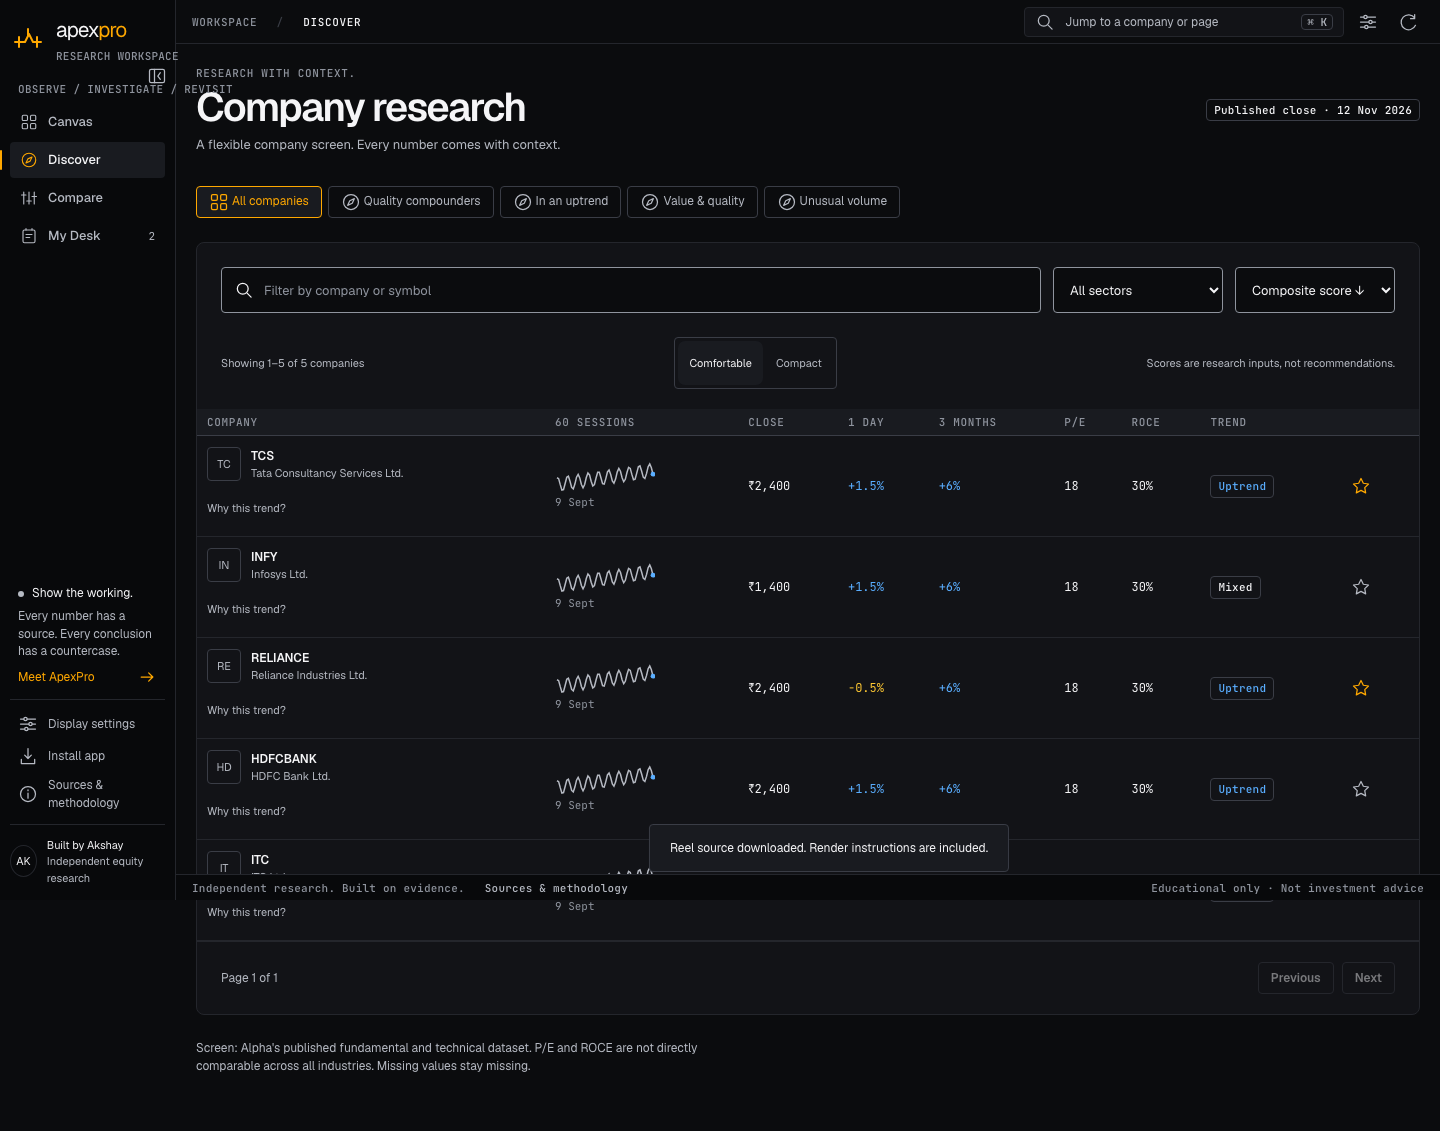 apexpro
RESEARCH WORKSPACE
OBSERVE / INVESTIGATE / REVISIT
Canvas
Discover
Compare
My Desk 2
Show the working.
Every number has a
source. Every conclusion
has a countercase.
Meet ApexPro
Display settings
Install app
Sources &
methodology
AK
Built by Akshay
Independent equity
research
WORKSPACE / DISCOVER
Jump to a company or page ⌘ K
RESEARCH WITH CONTEXT.
Company research
Published close · 12 Nov 2026
A flexible company screen. Every number comes with context.
All companies
Quality compounders
In an uptrend
Value & quality
Unusual volume
Filter by company or symbol
All sectors
Composite score ↓
Showing 1–5 of 5 companies
Comfortable
Compact
Scores are research inputs, not recommendations.
COMPANY 60 SESSIONS CLOSE 1 DAY 3 MONTHS P/E ROCE TREND
TC
TCS
Tata Consultancy Services Ltd.
Why this trend?
9 Sept
₹2,400 +1.5% +6% 18 30% Uptrend
IN
INFY
Infosys Ltd.
Why this trend?
9 Sept
₹1,400 +1.5% +6% 18 30% Mixed
RE
RELIANCE
Reliance Industries Ltd.
Why this trend?
9 Sept
₹2,400 -0.5% +6% 18 30% Uptrend
HD
HDFCBANK
HDFC Bank Ltd.
Why this trend?
9 Sept
₹2,400 +1.5% +6% 18 30% Uptrend
IT
ITC
Reel source downloaded. Render instructions are included.
Independent research. Built on evidence. Sources & methodology
Educational only · Not investment advice
Why this trend?
9 Sept
Page 1 of 1
Previous
Next
Screen: Alpha's published fundamental and technical dataset. P/E and ROCE are not directly
comparable across all industries. Missing values stay missing.